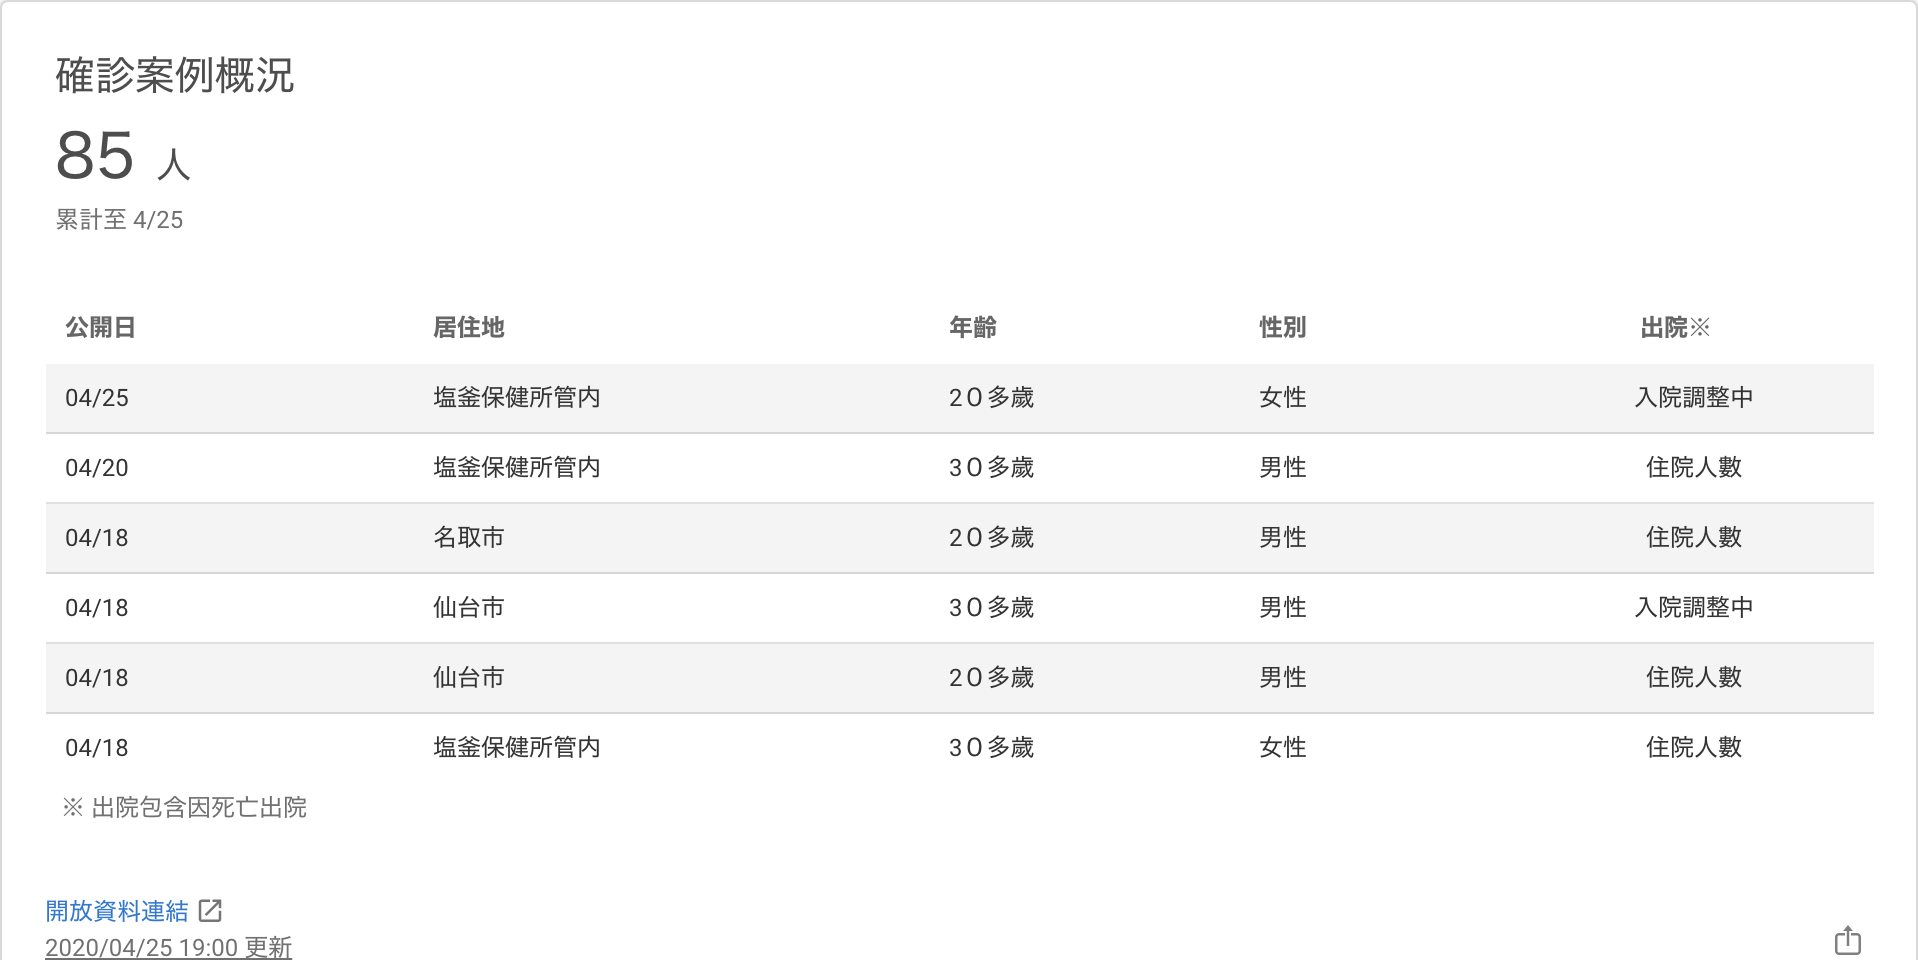 確診案例概況
85 人
累計至 4/25
公開日 居住地 年齡 性別 出院※
04/25 塩釜保健所管内 2０多歲 女性 入院調整中
04/20 塩釜保健所管内 3０多歲 男性 住院人數
04/18 名取市 2０多歲 男性 住院人數
04/18 仙台市 3０多歲 男性 入院調整中
04/18 仙台市 2０多歲 男性 住院人數
04/18 塩釜保健所管内 3０多歲 女性 住院人數
※ 出院包含因死亡出院
開放資料連結
2020/04/25 19:00 更新